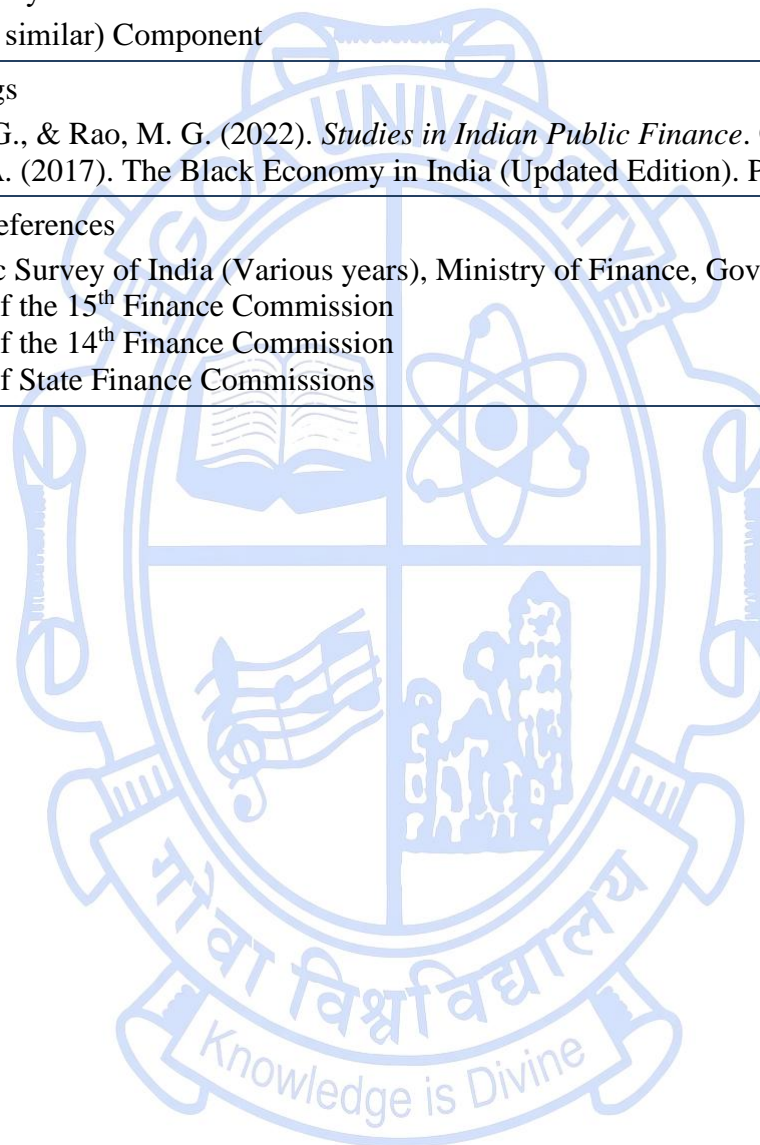 similar) Component
gs
G., & Rao, M. G. (2022). Studies in Indian Public Finance.
A. (2017). The Black Economy in India (Updated Edition). P
eferences
c Survey of India (Various years), Ministry of Finance, Gov
f the 15th Finance Commission
f the 14th Finance Commission
f State Finance Commissions
GOA UNIVERSITY
गोंवा विश्वविद्यालय
Knowledge is Divine